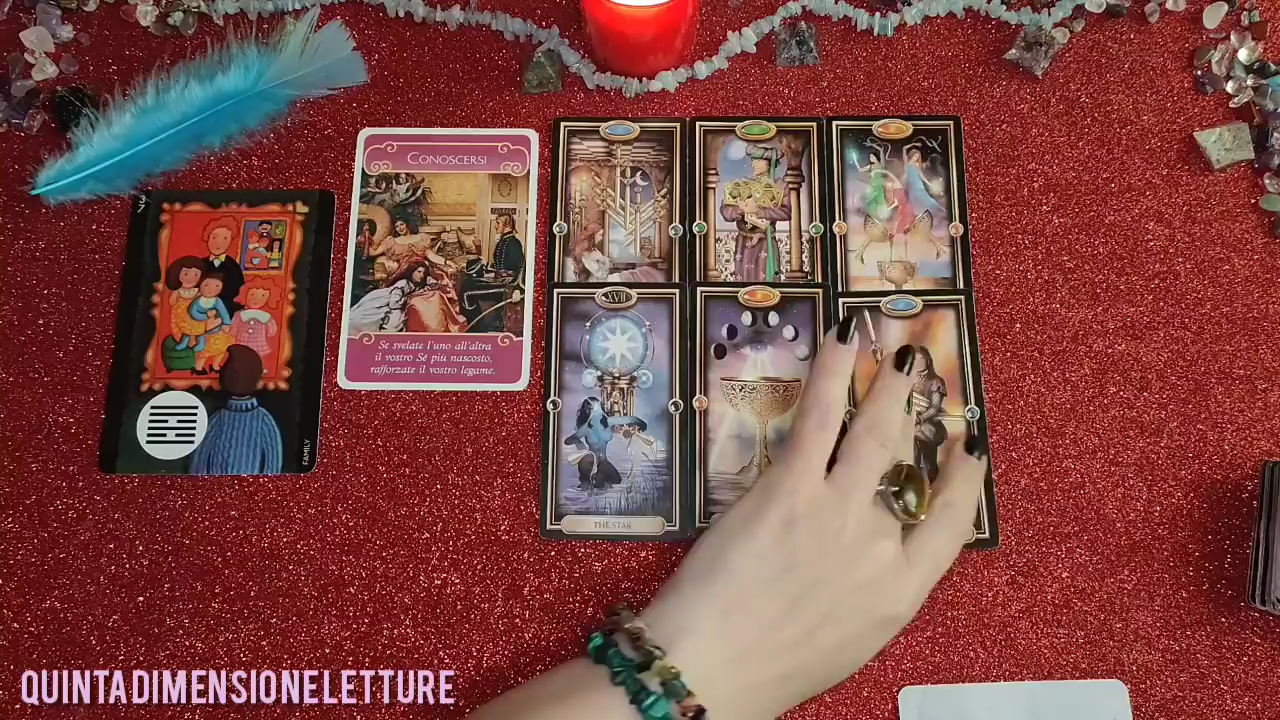 CONOSCERSI
Se svelate l'uno all'altra
il vostro Sé più nascosto,
rafforzate il vostro legame.
37
FAMILY
XVII
THE STAR
QUINTADIMENSIONELETTURE